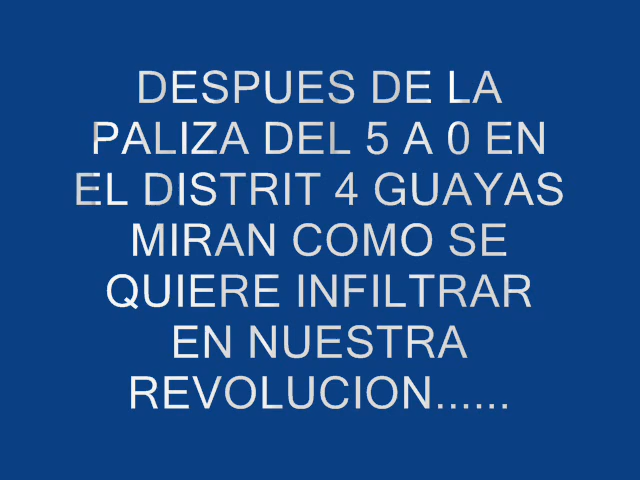 DESPUES DE LA
PALIZA DEL 5 A 0 EN
EL DISTRIT 4 GUAYAS
MIRAN COMO SE
QUIERE INFILTRAR
EN NUESTRA
REVOLUCION......